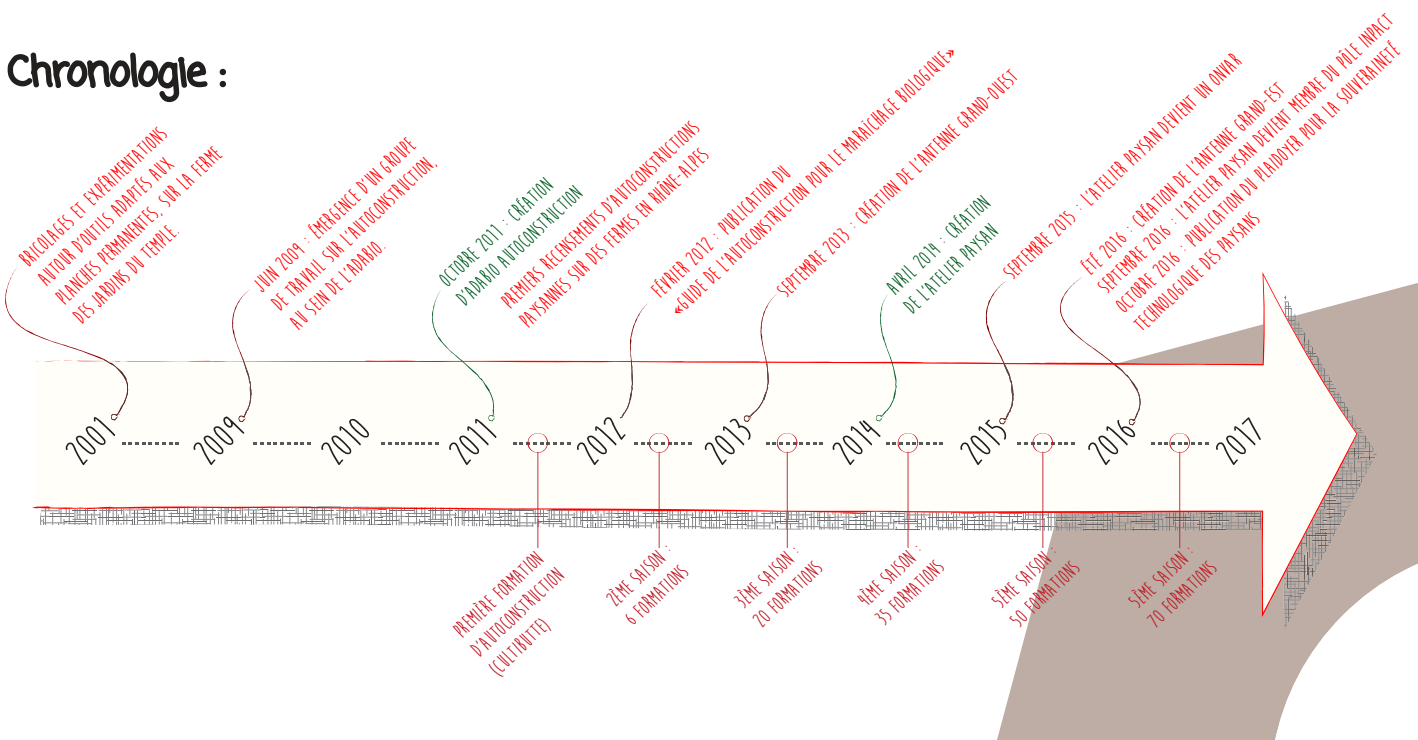 Chronologie :
BRICOLAGES ET EXPÉRIMENTATIONS
AUTOUR D'OUTILS ADAPTÉS AUX
PLANCHES PERMANENTES, SUR LA FERME
DES JARDINS DU TEMPLE.
JUIN 2009 : ÉMERGENCE D'UN GROUPE
DE TRAVAIL SUR L'AUTOCONSTRUCTION,
AU SEIN DE L'ADABIO.
OCTOBRE 2011 : CRÉATION
D'ADABIO AUTOCONSTRUCTION
PREMIERS RECENSEMENTS D'AUTOCONSTRUCTIONS
PAYSANNES SUR DES FERMES EN RHÔNE-ALPES
FÉVRIER 2012 : PUBLICATION DU
«GUIDE DE L'AUTOCONSTRUCTION POUR LE MARAÎCHAGE BIOLOGIQUE»
SEPTEMBRE 2013 : CRÉATION DE L'ANTENNE GRAND-OUEST
AVRIL 2014 : CRÉATION
DE L'ATELIER PAYSAN
SEPTEMBRE 2015 : L'ATELIER PAYSAN DEVIENT UN ONVAR
ÉTÉ 2016 : CRÉATION DE L'ANTENNE GRAND-EST
SEPTEMBRE 2016 : L'ATELIER PAYSAN DEVIENT MEMBRE DU PÔLE INPACT
OCTOBRE 2016 : PUBLICATION DU PLAIDOYER POUR LA SOUVERAINETÉ
TECHNOLOGIQUE DES PAYSANS
2001
2009
2010
2011
2012
2013
2014
2015
2016
2017
PREMIÈRE FORMATION
D'AUTOCONSTRUCTION
(CULTIBUTTE)
2ÈME SAISON :
6 FORMATIONS
3ÈME SAISON :
20 FORMATIONS
4ÈME SAISON :
35 FORMATIONS
5ÈME SAISON :
50 FORMATIONS
5ÈME SAISON :
70 FORMATIONS